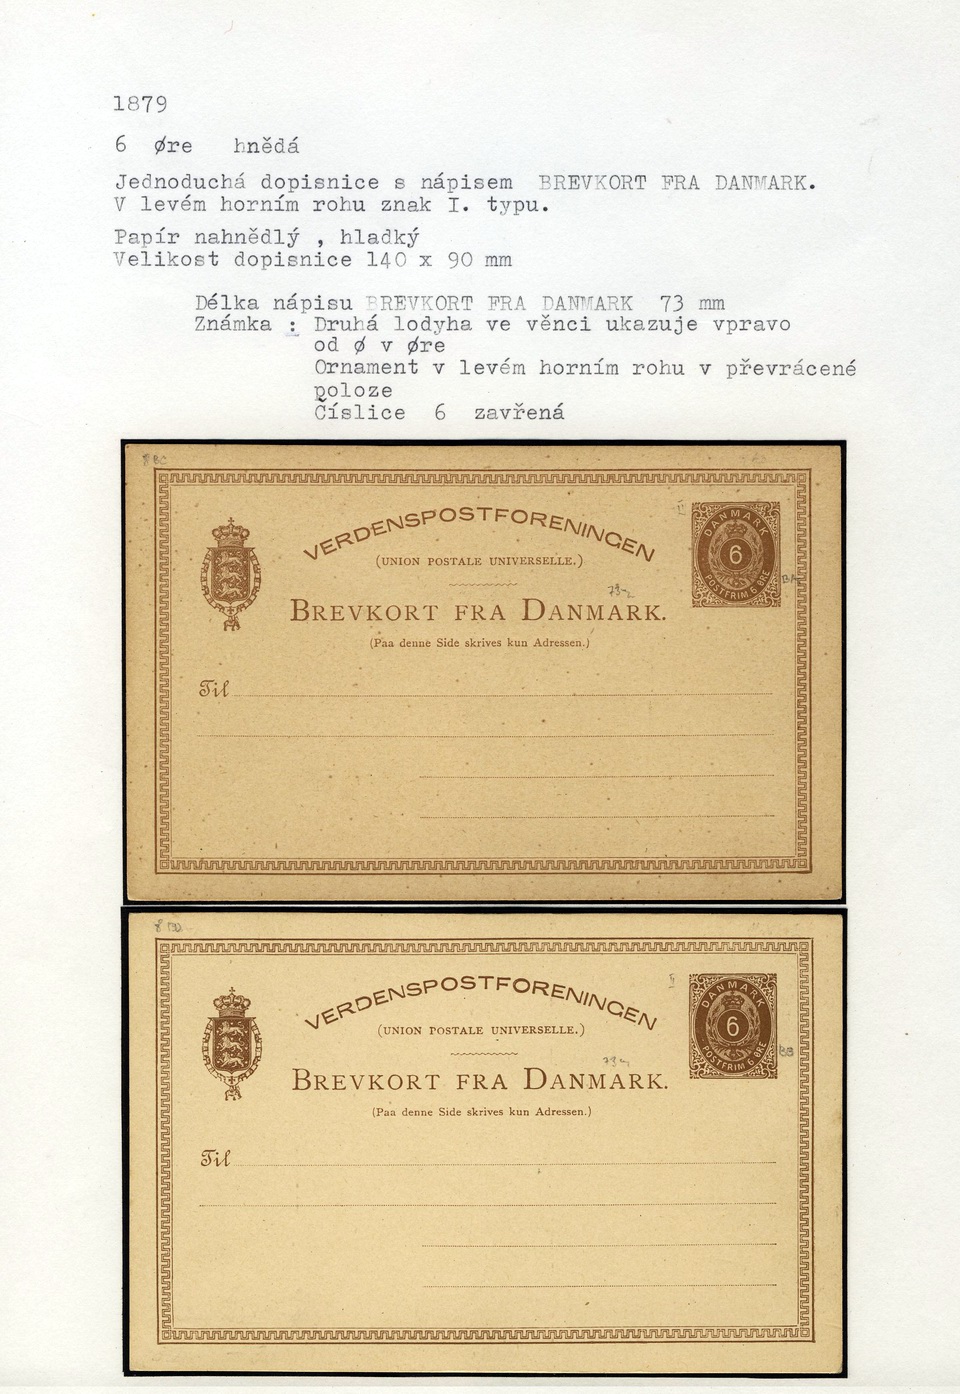 1879
6 øre hnědá
Jednoduchá dopisnice s nápisem BREVKORT FRA DANMARK.
V levém horním rohu znak I. typu.
Papír nahnědlý , hladký
Velikost dopisnice 140 x 90 mm
Délka nápisu BREVKORT FRA DANMARK 73 mm
Známka : Druhá lodyha ve věnci ukazuje vpravo
od ø v øre
Ornament v levém horním rohu v převrácené
poloze
Číslice 6 zavřená
VERDENSPOSTFORENINGEN
(UNION POSTALE UNIVERSELLE.)
DANMARK
6
POSTFRIM 6 ØRE
BREVKORT FRA DANMARK.
(Paa denne Side skrives kun Adressen.)
Til
VERDENSPOSTFORENINGEN
(UNION POSTALE UNIVERSELLE.)
DANMARK
6
POSTFRIM 6 ØRE
BB
BREVKORT FRA DANMARK.
(Paa denne Side skrives kun Adressen.)
Til